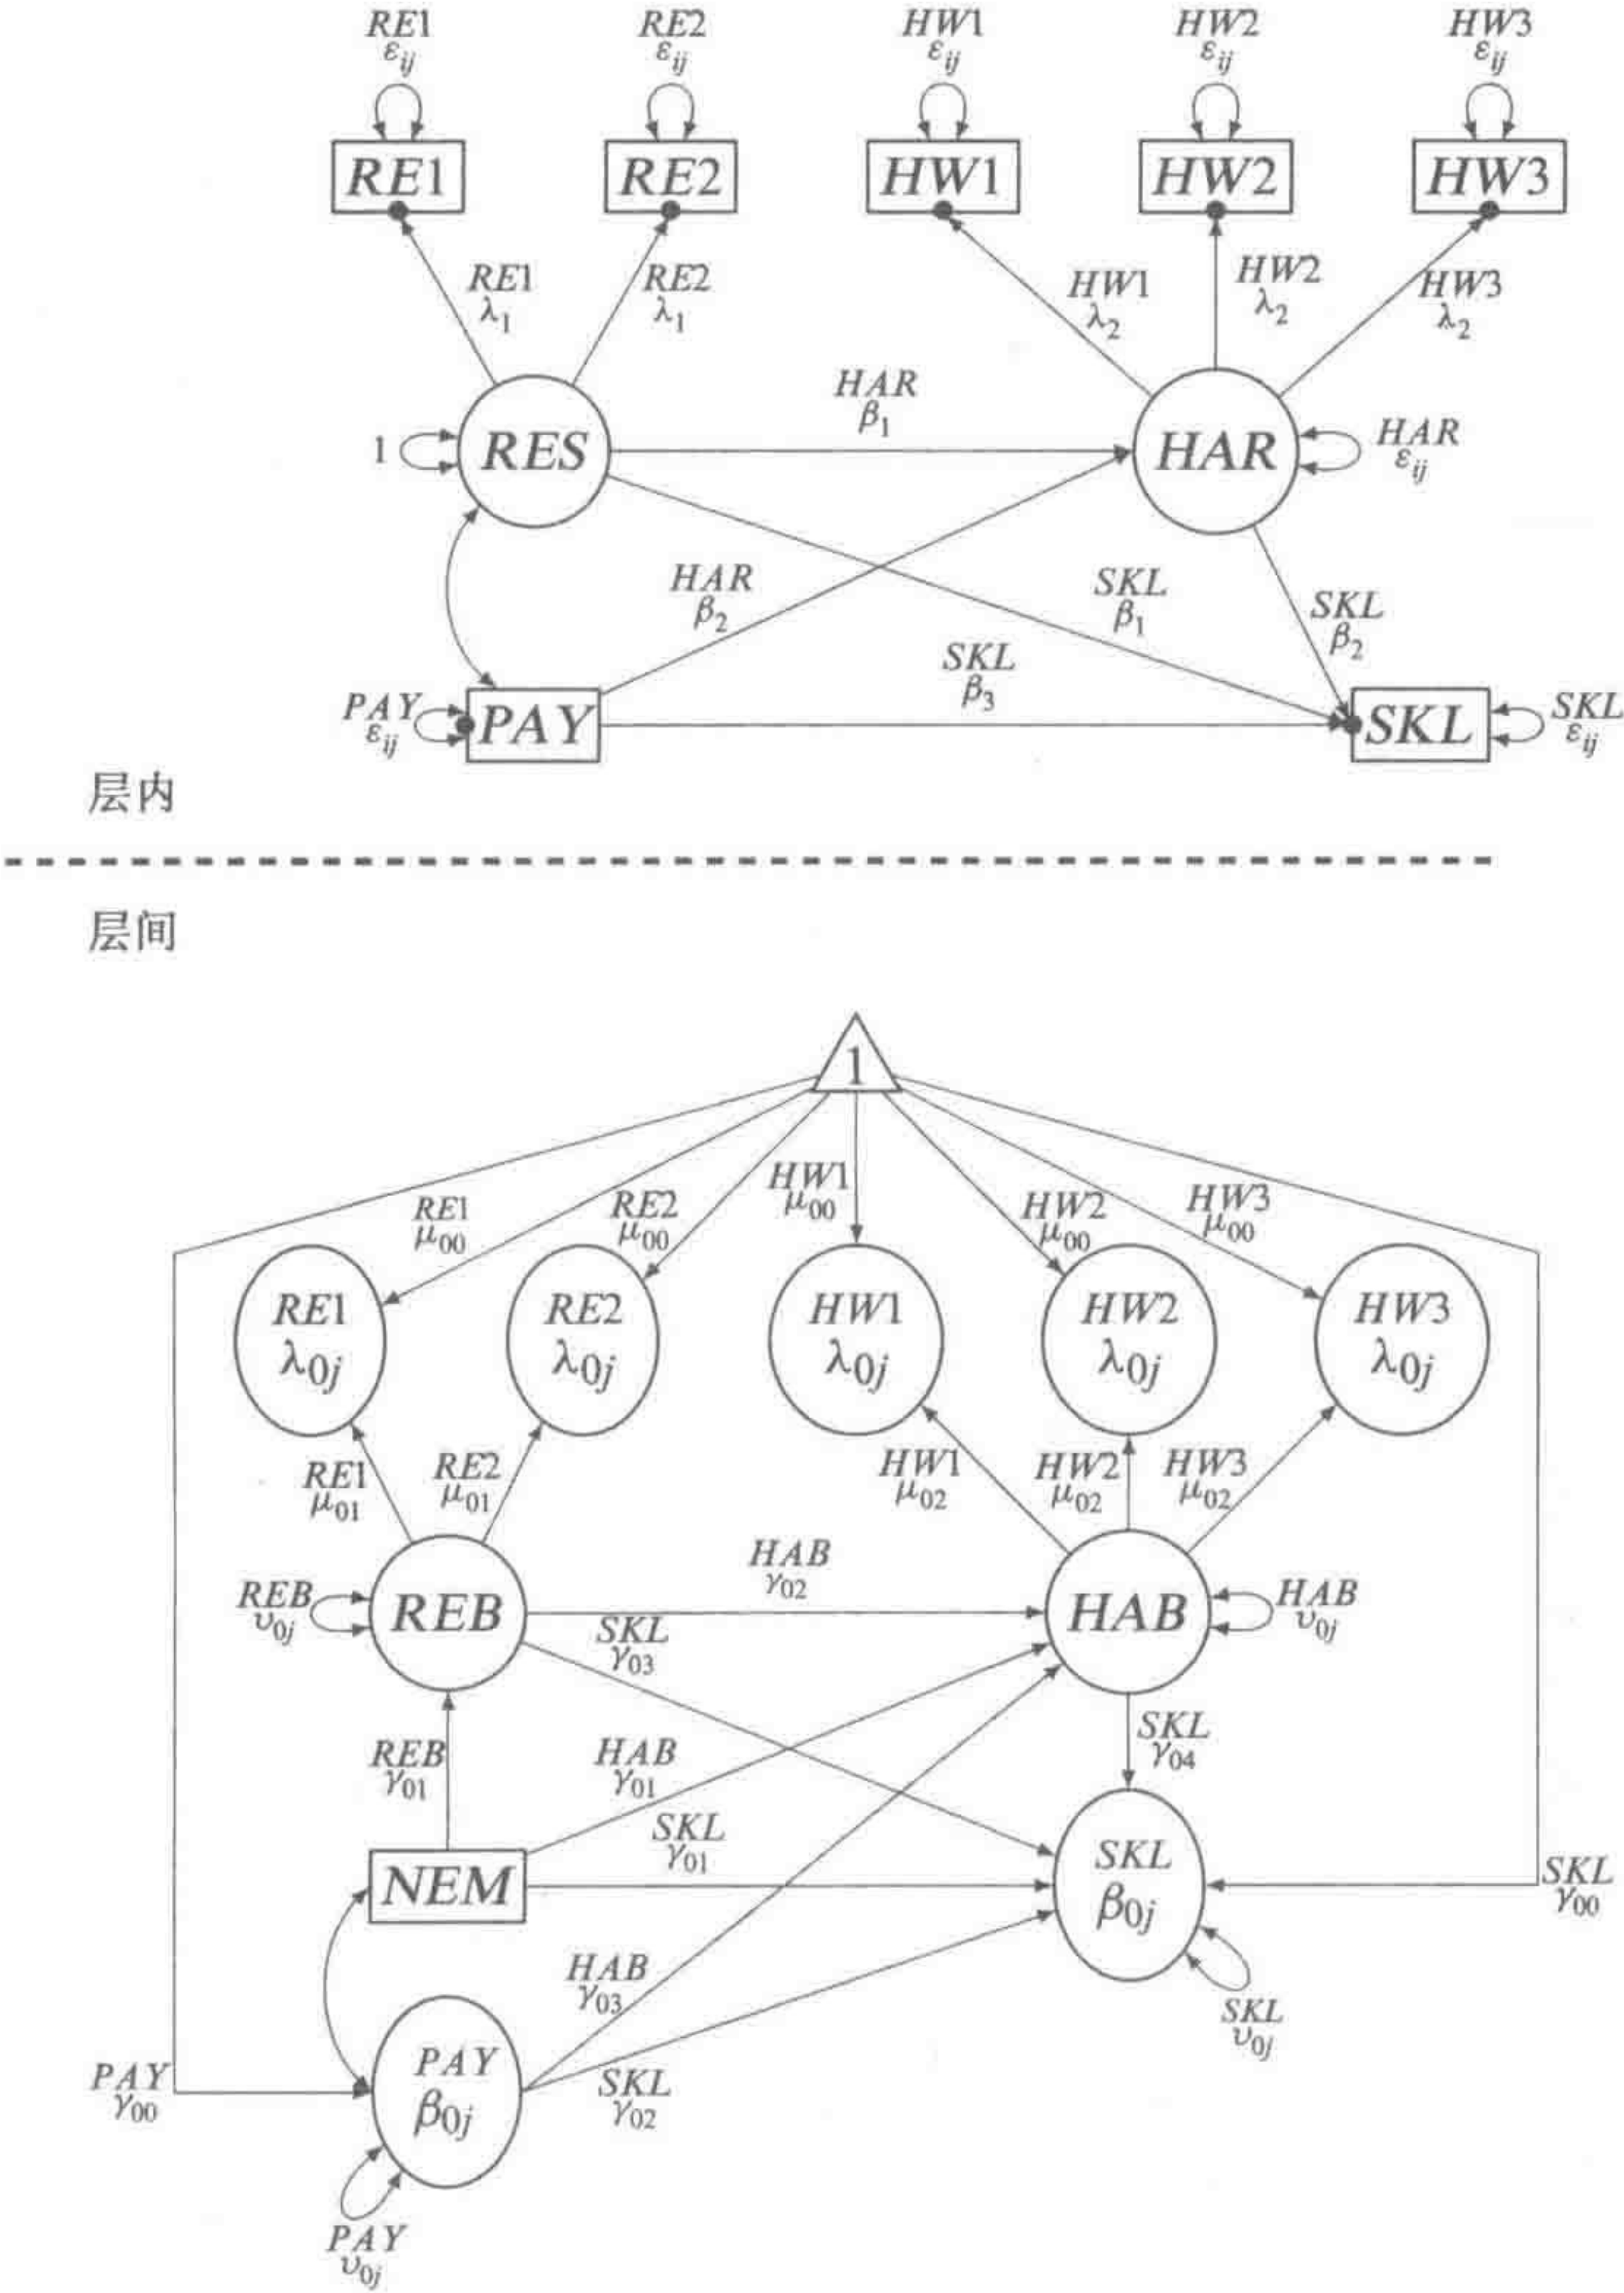 RE1 RE2 HW1 HW2 HW3
εij εij εij εij εij
RE1 RE2 HW1 HW2 HW3
RE1 RE2 HW1 HW2 HW3
λ1 λ1 λ2 λ2 λ2
HAR
β1
1 RES HAR HAR
εij
HAR SKL SKL
β2 β1 β2
SKL
β3
PAY PAY SKL SKL
εij εij
层内
层间
1
RE1 RE2 HW1 HW2 HW3
μ00 μ00 μ00 μ00 μ00
RE1 RE2 HW1 HW2 HW3
λ0j λ0j λ0j λ0j λ0j
RE1 RE2 HW1 HW2 HW3
μ01 μ01 μ02 μ02 μ02
HAB
γ02
REB REB HAB HAB
υ0j υ0j
SKL
γ03
REB HAB SKL
γ01 γ01 γ04
SKL
γ01
NEM SKL SKL
β0j γ00
HAB
γ03
SKL
υ0j
PAY PAY SKL
γ00 β0j γ02
PAY
υ0j